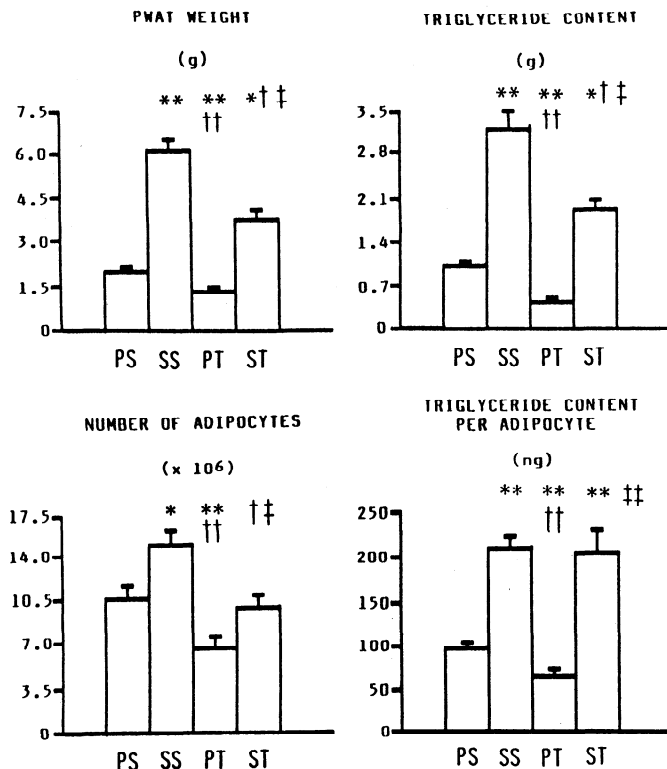 PWAT WEIGHT
(g)
** ** *† ‡
††
7.5
6.0
4.5
3.0
1.5
0
PS SS PT ST
TRIGLYCERIDE CONTENT
(g)
** ** *† ‡
††
3.5
2.8
2.1
1.4
0.7
0
PS SS PT ST
NUMBER OF ADIPOCYTES
(x 10⁶)
* ** † ‡
††
17.5
14.0
10.5
7.0
3.5
0
PS SS PT ST
TRIGLYCERIDE CONTENT
PER ADIPOCYTE
(ng)
** ** ** ‡‡
††
250
200
150
100
50
0
PS SS PT ST